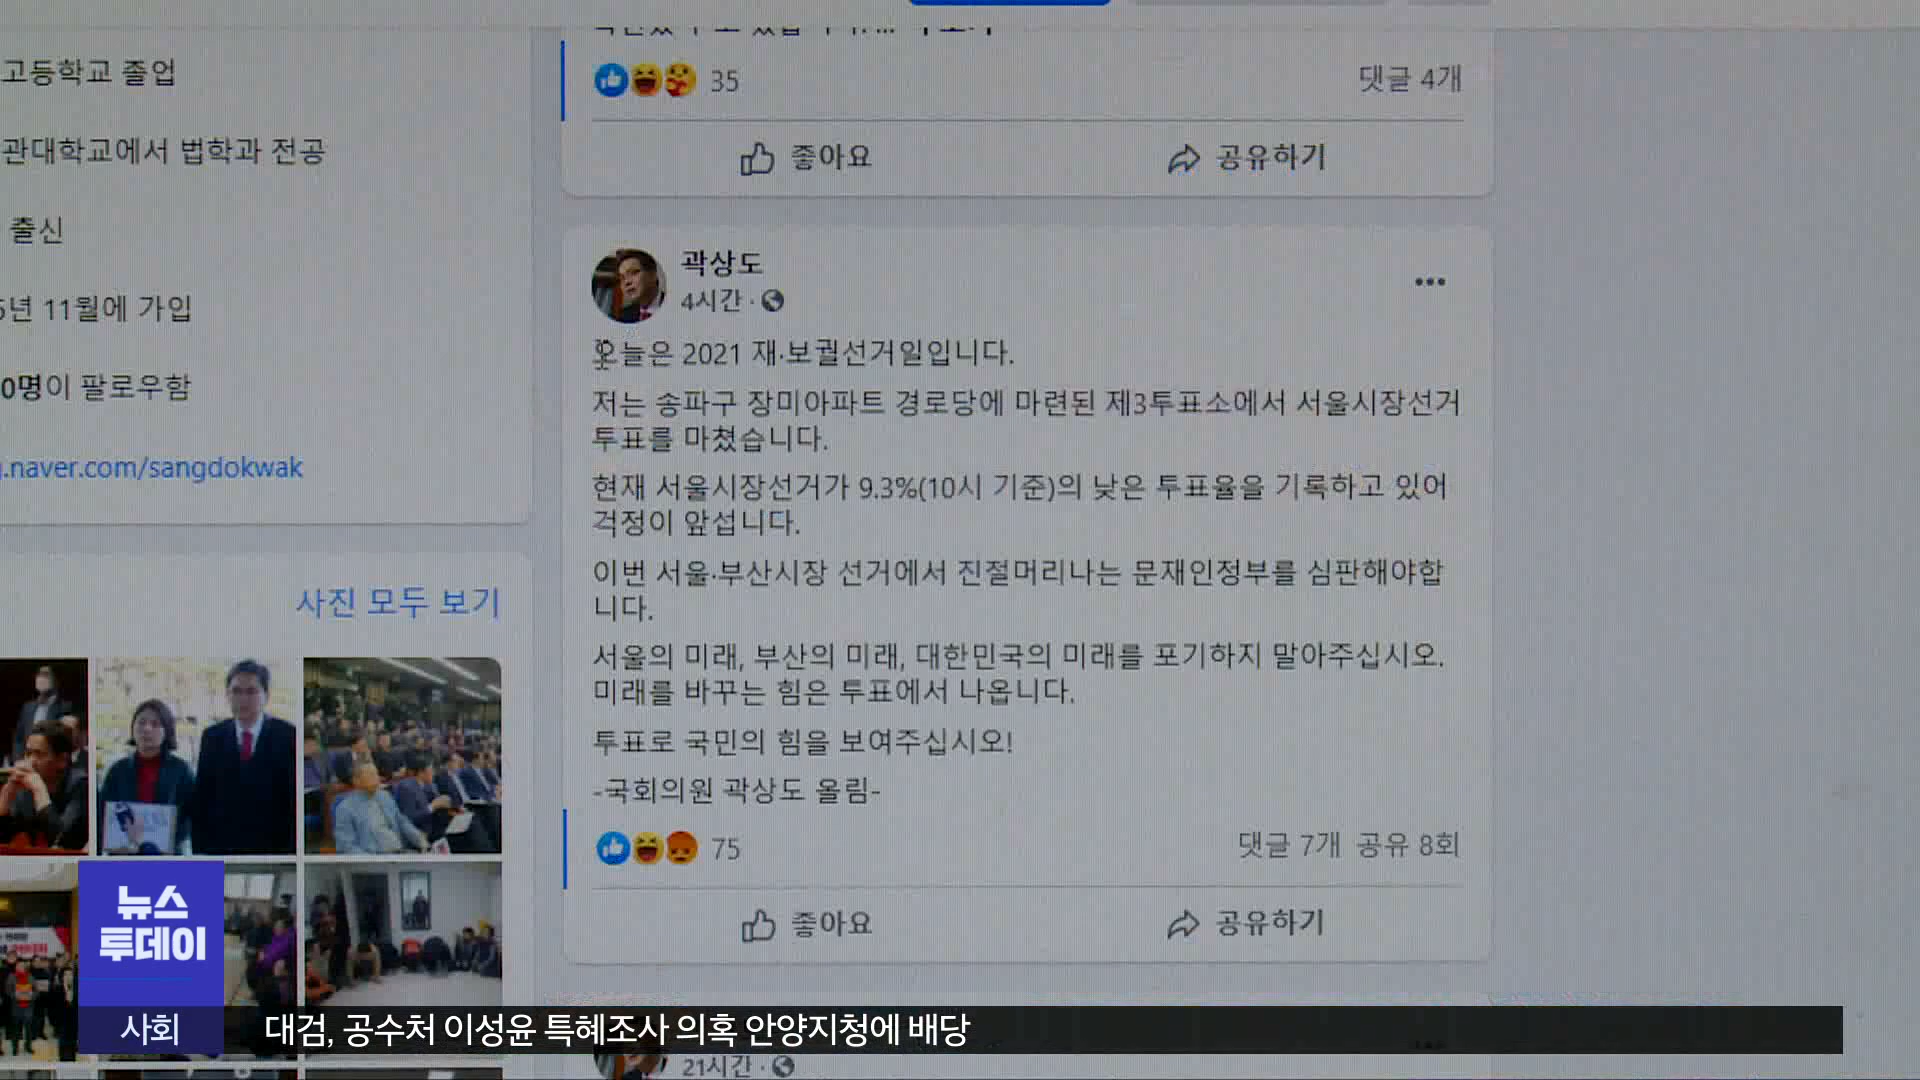 고등학교 졸업
관대학교에서 법학과 전공
출신
5년 11월에 가입
0명이 팔로우함
.naver.com/sangdokwak
사진 모두 보기
35
댓글 4개
좋아요
공유하기
곽상도
4시간 ·
오늘은 2021 재·보궐선거일입니다.
저는 송파구 장미아파트 경로당에 마련된 제3투표소에서 서울시장선거
투표를 마쳤습니다.
현재 서울시장선거가 9.3%(10시 기준)의 낮은 투표율을 기록하고 있어
걱정이 앞섭니다.
이번 서울·부산시장 선거에서 진절머리나는 문재인정부를 심판해야합
니다.
서울의 미래, 부산의 미래, 대한민국의 미래를 포기하지 말아주십시오.
미래를 바꾸는 힘은 투표에서 나옵니다.
투표로 국민의 힘을 보여주십시오!
-국회의원 곽상도 올림-
75
댓글 7개 공유 8회
좋아요
공유하기
21시간 ·
뉴스
투데이
사회
대검, 공수처 이성윤 특혜조사 의혹 안양지청에 배당